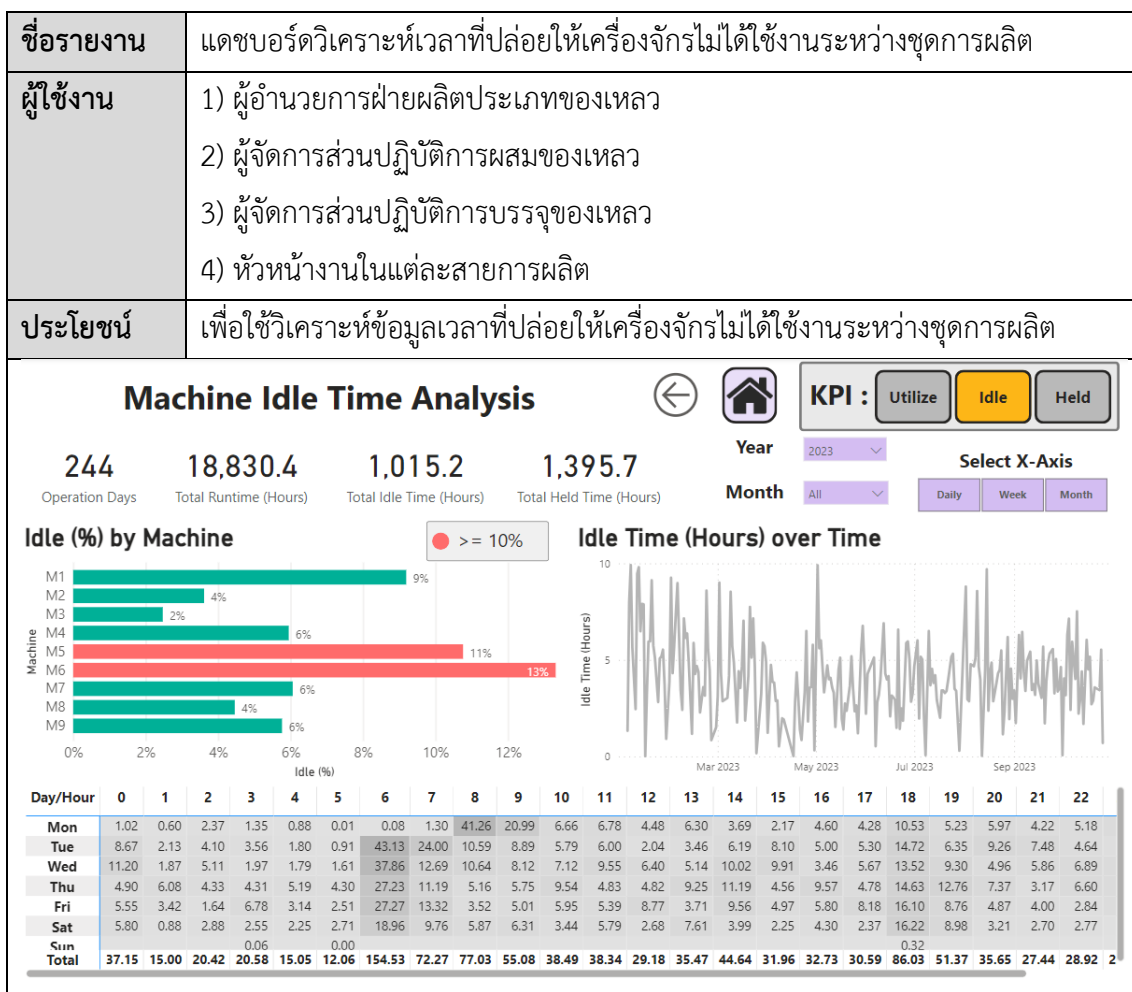 ชื่อรายงาน แดชบอร์ดวิเคราะห์เวลาที่ปล่อยให้เครื่องจักรไม่ได้ใช้งานระหว่างชุดการผลิต
ผู้ใช้งาน 1) ผู้อำนวยการฝ่ายผลิตประเภทของเหลว
2) ผู้จัดการส่วนปฏิบัติการผสมของเหลว
3) ผู้จัดการส่วนปฏิบัติการบรรจุของเหลว
4) หัวหน้างานในแต่ละสายการผลิต
ประโยชน์ เพื่อใช้วิเคราะห์ข้อมูลเวลาที่ปล่อยให้เครื่องจักรไม่ได้ใช้งานระหว่างชุดการผลิต
Machine Idle Time Analysis
KPI : Utilize Idle Held
244 18,830.4 1,015.2 1,395.7
Operation Days Total Runtime (Hours) Total Idle Time (Hours) Total Held Time (Hours)
Year 2023
Month All
Select X-Axis
Daily Week Month
Idle (%) by Machine
>= 10%
Machine
M1 9%
M2 4%
M3 2%
M4 6%
M5 11%
M6 13%
M7 6%
M8 4%
M9 6%
0% 2% 4% 6% 8% 10% 12%
Idle (%)
Idle Time (Hours) over Time
Idle Time (Hours)
10
5
0
Mar 2023 May 2023 Jul 2023 Sep 2023
Day/Hour 0 1 2 3 4 5 6 7 8 9 10 11 12 13 14 15 16 17 18 19 20 21 22
Mon 1.02 0.60 2.37 1.35 0.88 0.01 0.08 1.30 41.26 20.99 6.66 6.78 4.48 6.30 3.69 2.17 4.60 4.28 10.53 5.23 5.97 4.22 5.18
Tue 8.67 2.13 4.10 3.56 1.80 0.91 43.13 24.00 10.59 8.89 5.79 6.00 2.04 3.46 6.19 8.10 5.00 5.30 14.72 6.35 9.26 7.48 4.64
Wed 11.20 1.87 5.11 1.97 1.79 1.61 37.86 12.69 10.64 8.12 7.12 9.55 6.40 5.14 10.02 9.91 3.46 5.67 13.52 9.30 4.96 5.86 6.89
Thu 4.90 6.08 4.33 4.31 5.19 4.30 27.23 11.19 5.16 5.75 9.54 4.83 4.82 9.25 11.19 4.56 9.57 4.78 14.63 12.76 7.37 3.17 6.60
Fri 5.55 3.42 1.64 6.78 3.14 2.51 27.27 13.32 3.52 5.01 5.95 5.39 8.77 3.71 9.56 4.97 5.80 8.18 16.10 8.76 4.87 4.00 2.84
Sat 5.80 0.88 2.88 2.55 2.25 2.71 18.96 9.76 5.87 6.31 3.44 5.79 2.68 7.61 3.99 2.25 4.30 2.37 16.22 8.98 3.21 2.70 2.77
Sun 0.06 0.00 0.32
Total 37.15 15.00 20.42 20.58 15.05 12.06 154.53 72.27 77.03 55.08 38.49 38.34 29.18 35.47 44.64 31.96 32.73 30.59 86.03 51.37 35.65 27.44 28.92 2